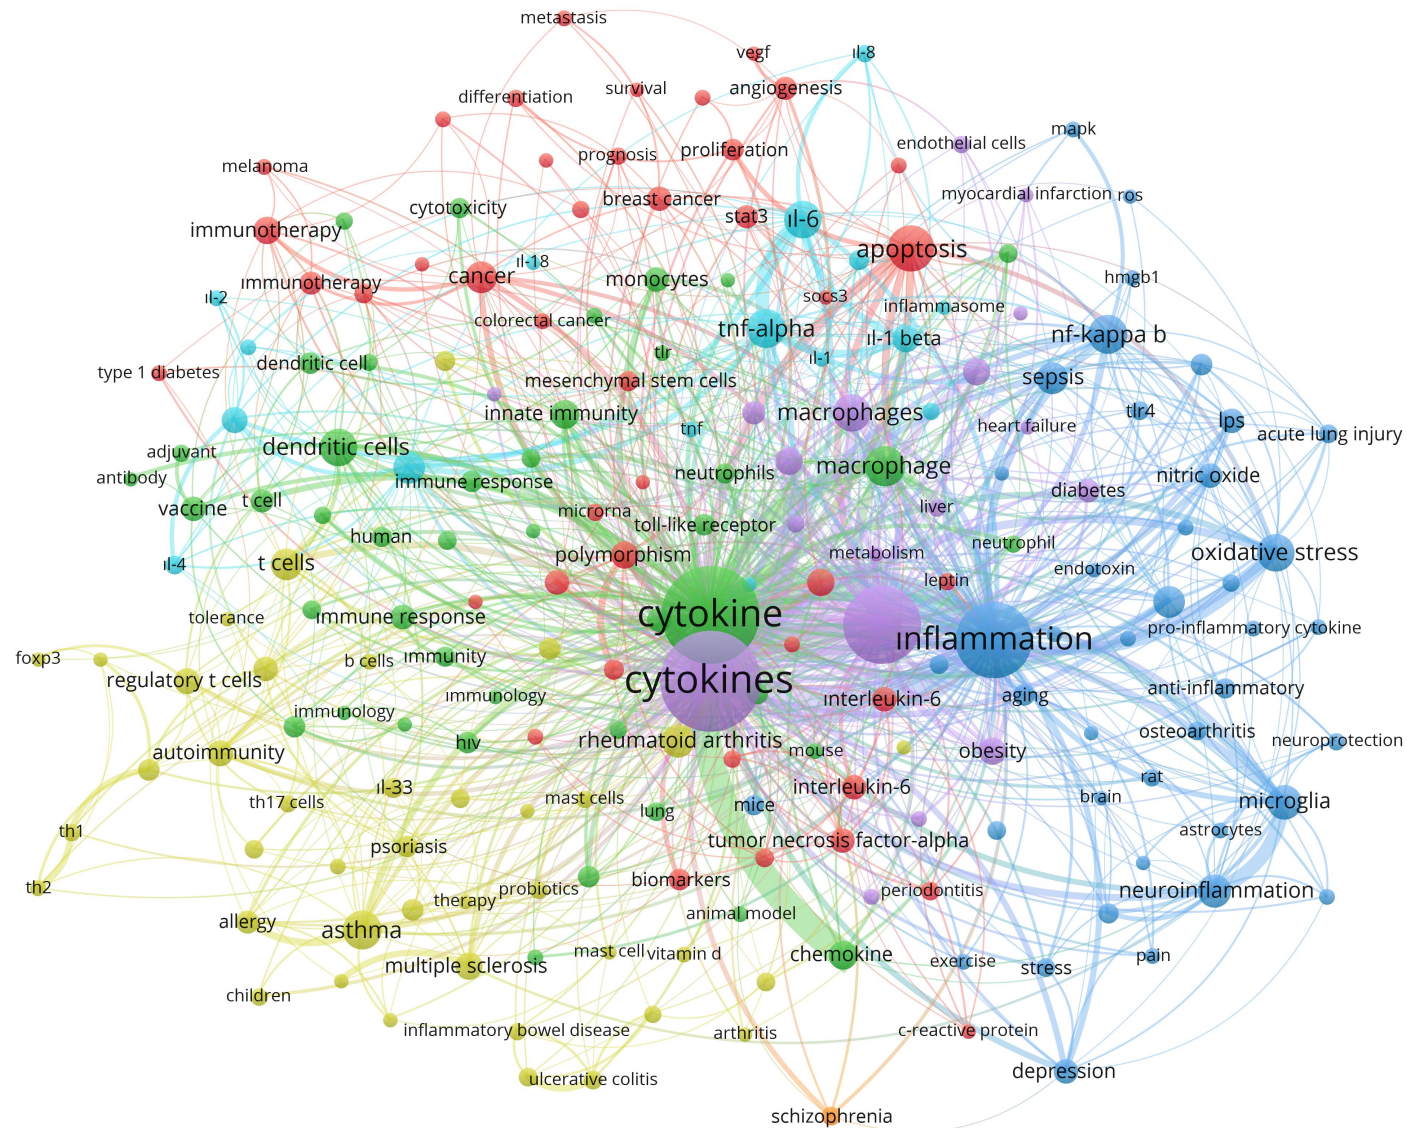 metastasis
vegf
ıl-8
angiogenesis
survival
differentiation
mapk
endothelial cells
proliferation
prognosis
melanoma
myocardial infarction
ros
breast cancer
cytotoxicity
stat3
ıl-6
immunotherapy
apoptosis
ıl-18
cancer
monocytes
hmgb1
ımmunotherapy
ıl-2
socs3
inflammasome
colorectal cancer
tnf-alpha
ıl-1 beta
nf-kappa b
tlr
ıl-1
dendritic cell
type 1 diabetes
mesenchymal stem cells
sepsis
innate immunity
macrophages
tlr4
lps
heart failure
tnf
acute lung injury
dendritic cells
adjuvant
macrophage
neutrophils
antibody
immune response
nitric oxide
diabetes
t cell
vaccine
liver
microrna
toll-like receptor
human
neutrophil
metabolism
polymorphism
oxidative stress
t cells
ıl-4
endotoxin
leptin
cytokine
tolerance
ımmune response
pro-inflammatory cytokine
ınflammation
foxp3
b cells
ımmunity
regulatory t cells
cytokines
ımmunology
ınterleukin-6
aging
anti-inflammatory
immunology
osteoarthritis
neuroprotection
hıv
rheumatoid arthritis
mouse
obesity
autoimmunity
rat
ıl-33
interleukin-6
brain
th17 cells
mast cells
mice
microglia
lung
th1
astrocytes
tumor necrosis factor-alpha
psoriasis
th2
probiotics
biomarkers
periodontitis
neuroinflammation
therapy
animal model
allergy
asthma
mast cell
vitamin d
chemokine
pain
multiple sclerosis
exercise
stress
children
inflammatory bowel disease
arthritis
c-reactive protein
depression
ulcerative colitis
schizophrenia